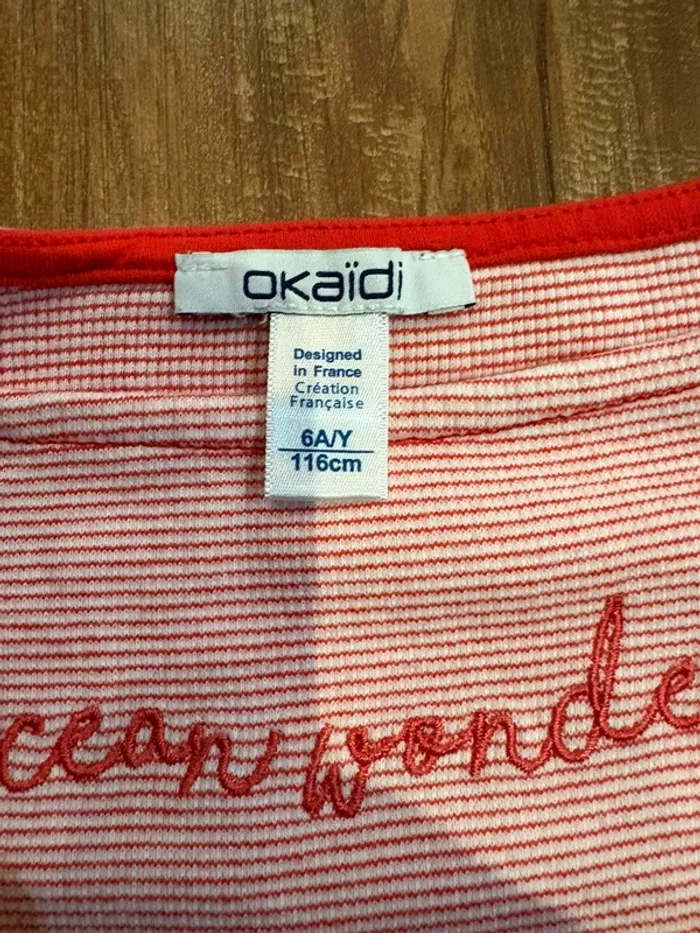 okaïdi
Designed
in France
Création
Française
6A/Y
116cm
cean wonde